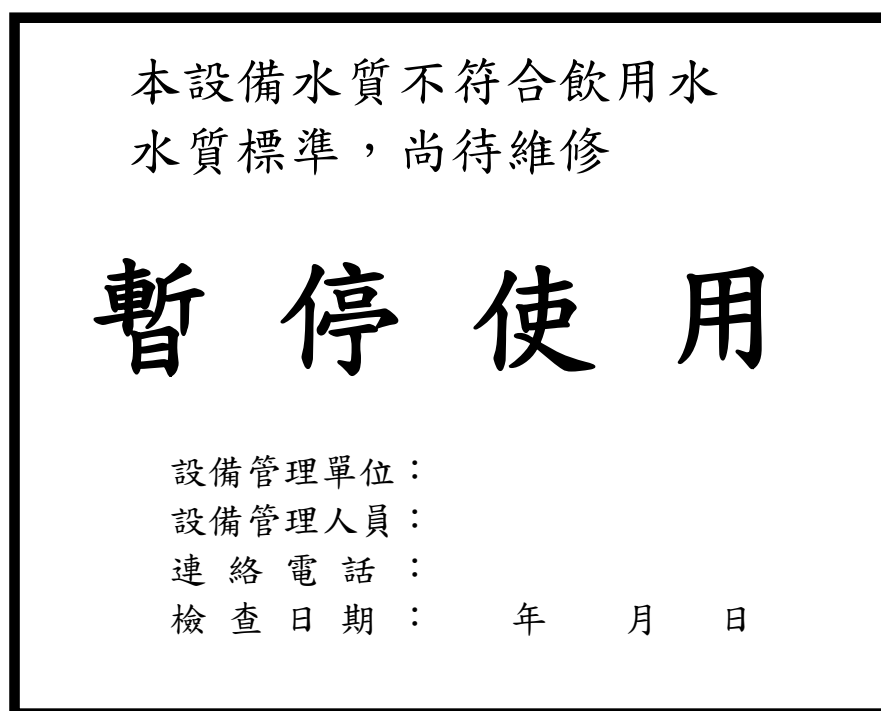 本設備水質不符合飲用水
水質標準，尚待維修
暫停使用
設備管理單位：
設備管理人員：
連絡電話：
檢查日期： 年 月 日